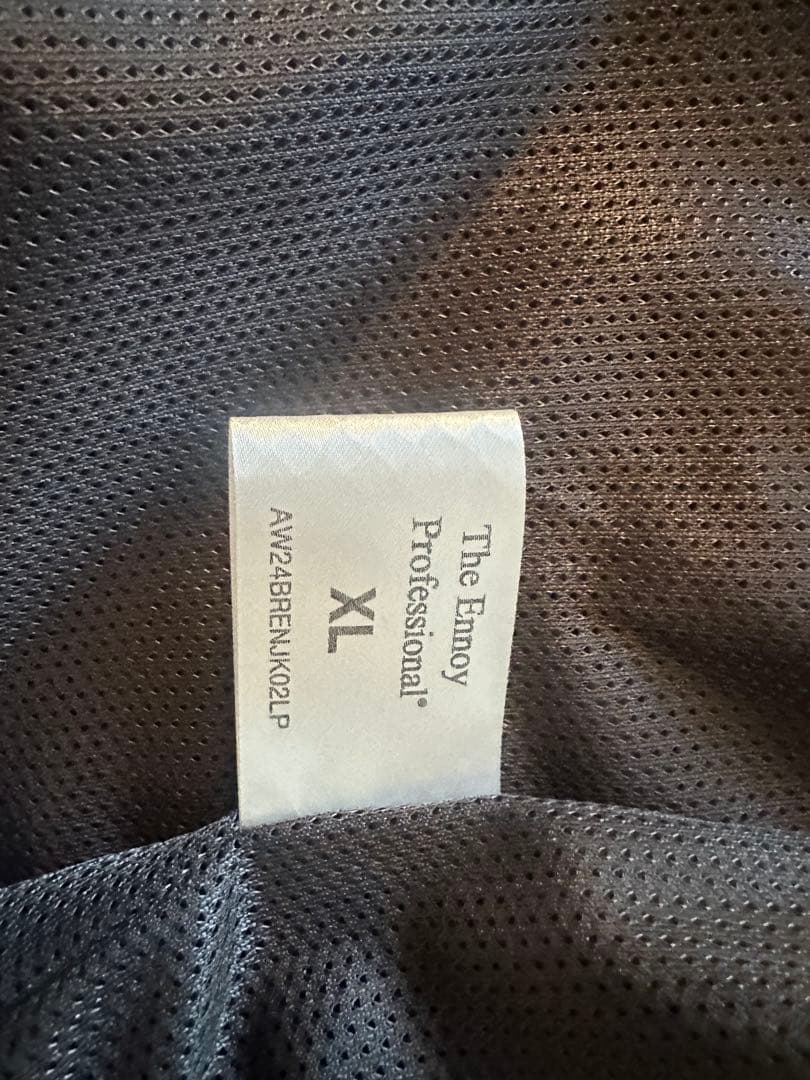 The Ennoy
Professional®
XL
AW24BRENJK02LP